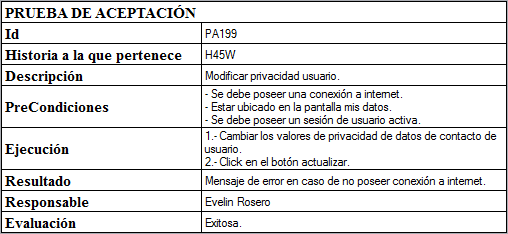 PRUEBA DE ACEPTACIÓN
Id PA199
Historia a la que pertenece H45W
Descripción Modificar privacidad usuario.
PreCondiciones - Se debe poseer una conexión a internet.
- Estar ubicado en la pantalla mis datos.
- Se debe poseer un sesión de usuario activa.
Ejecución 1.- Cambiar los valores de privacidad de datos de contacto de
usuario.
2.- Click en el botón actualizar.
Resultado Mensaje de error en caso de no poseer conexión a internet.
Responsable Evelin Rosero
Evaluación Exitosa.